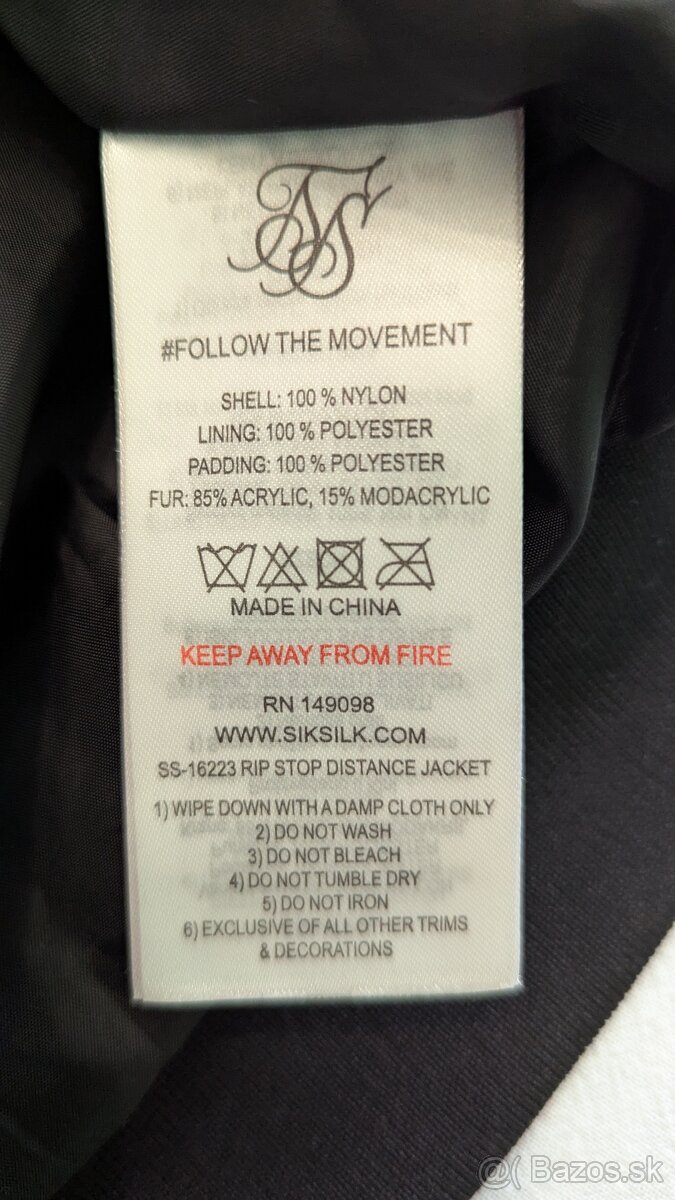 #FOLLOW THE MOVEMENT
SHELL: 100 % NYLON
LINING: 100 % POLYESTER
PADDING: 100 % POLYESTER
FUR: 85% ACRYLIC, 15% MODACRYLIC
MADE IN CHINA
KEEP AWAY FROM FIRE
RN 149098
WWW.SIKSILK.COM
SS-16223 RIP STOP DISTANCE JACKET
1) WIPE DOWN WITH A DAMP CLOTH ONLY
2) DO NOT WASH
3) DO NOT BLEACH
4) DO NOT TUMBLE DRY
5) DO NOT IRON
6) EXCLUSIVE OF ALL OTHER TRIMS
& DECORATIONS
@( Bazos.sk